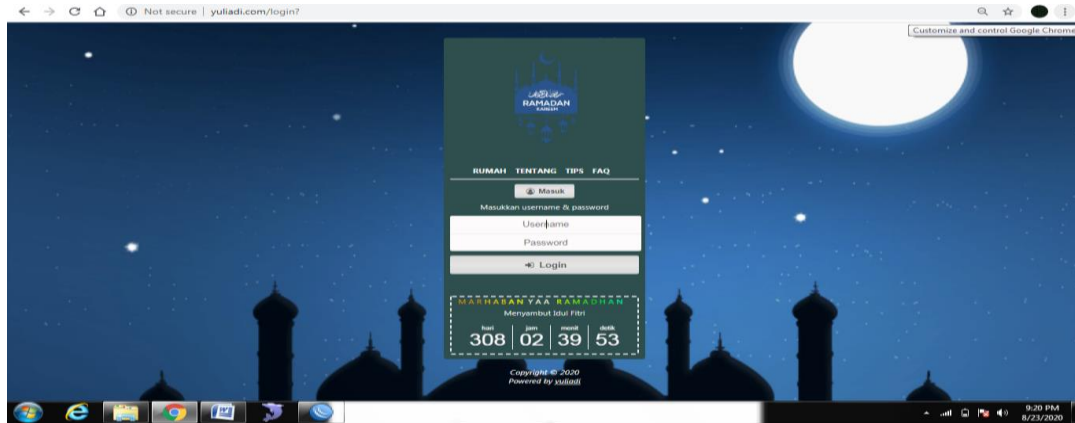 Not secure | yuliadi.com/login?
Customize and control Google Chrome
RAMADAN
KAREEM
RUMAH TENTANG TIPS FAQ
Masuk
Masukkan username & password
Username
Password
Login
MARHABAN YAA RAMADHAN
Menyambut Idul Fitri
hari jam menit detik
308 02 39 53
Copyright © 2020
Powered by yuliadi
9:20 PM
8/23/2020